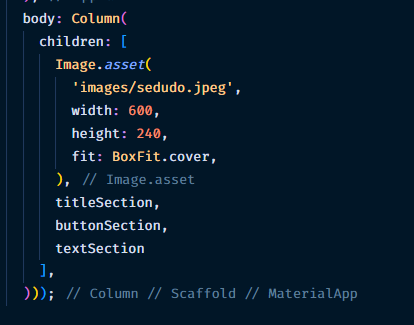 body: Column(
children: [
Image.asset(
'images/sedudo.jpeg',
width: 600,
height: 240,
fit: BoxFit.cover,
), // Image.asset
titleSection,
buttonSection,
textSection
],
))); // Column // Scaffold // MaterialApp